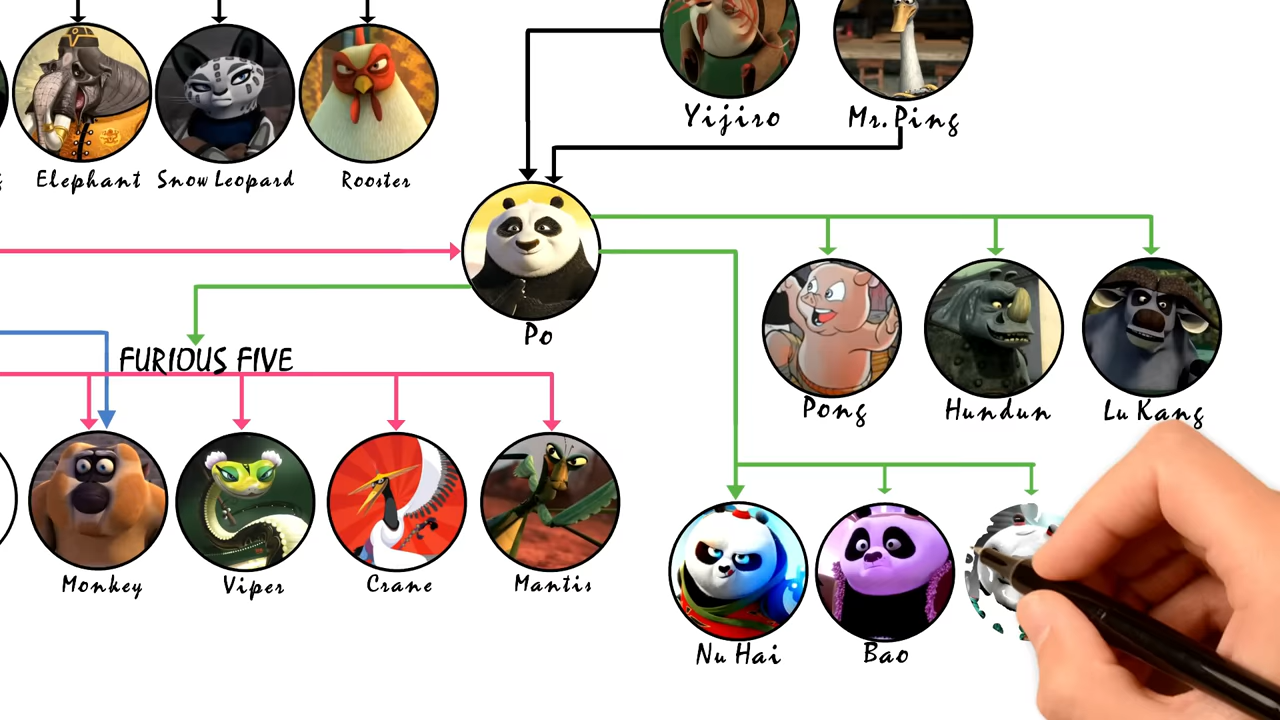 Yijiro
Mr. Ping
Elephant
Snow Leopard
Rooster
Po
FURIOUS FIVE
Pong
Hundun
Lu Kang
Monkey
Viper
Crane
Mantis
Nu Hai
Bao